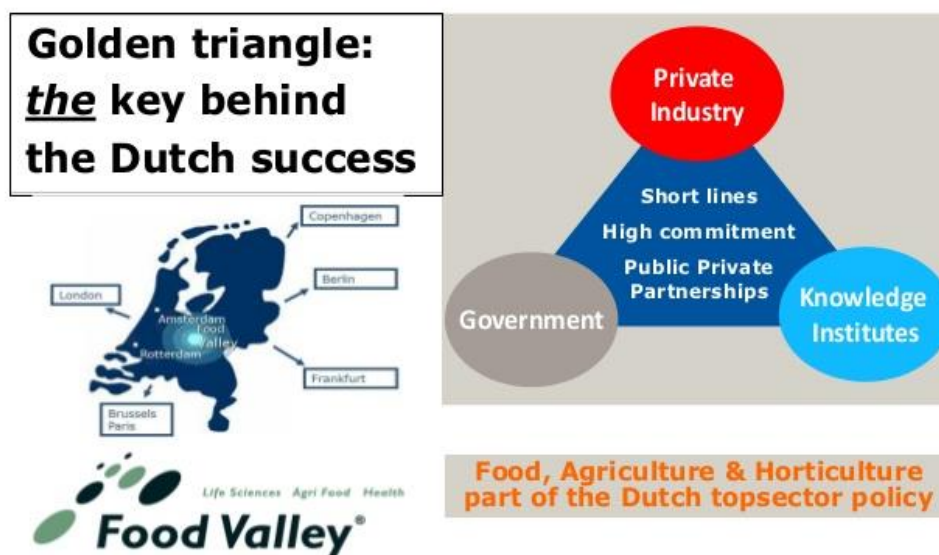 Golden triangle:
the key behind
the Dutch success
Copenhagen
Berlin
London
Amsterdam
Food
Valley
Rotterdam
Frankfurt
Brussels
Paris
Life Sciences Agri Food Health
Food Valley®
Private
Industry
Short lines
High commitment
Public Private
Partnerships
Government
Knowledge
Institutes
Food, Agriculture & Horticulture
part of the Dutch topsector policy